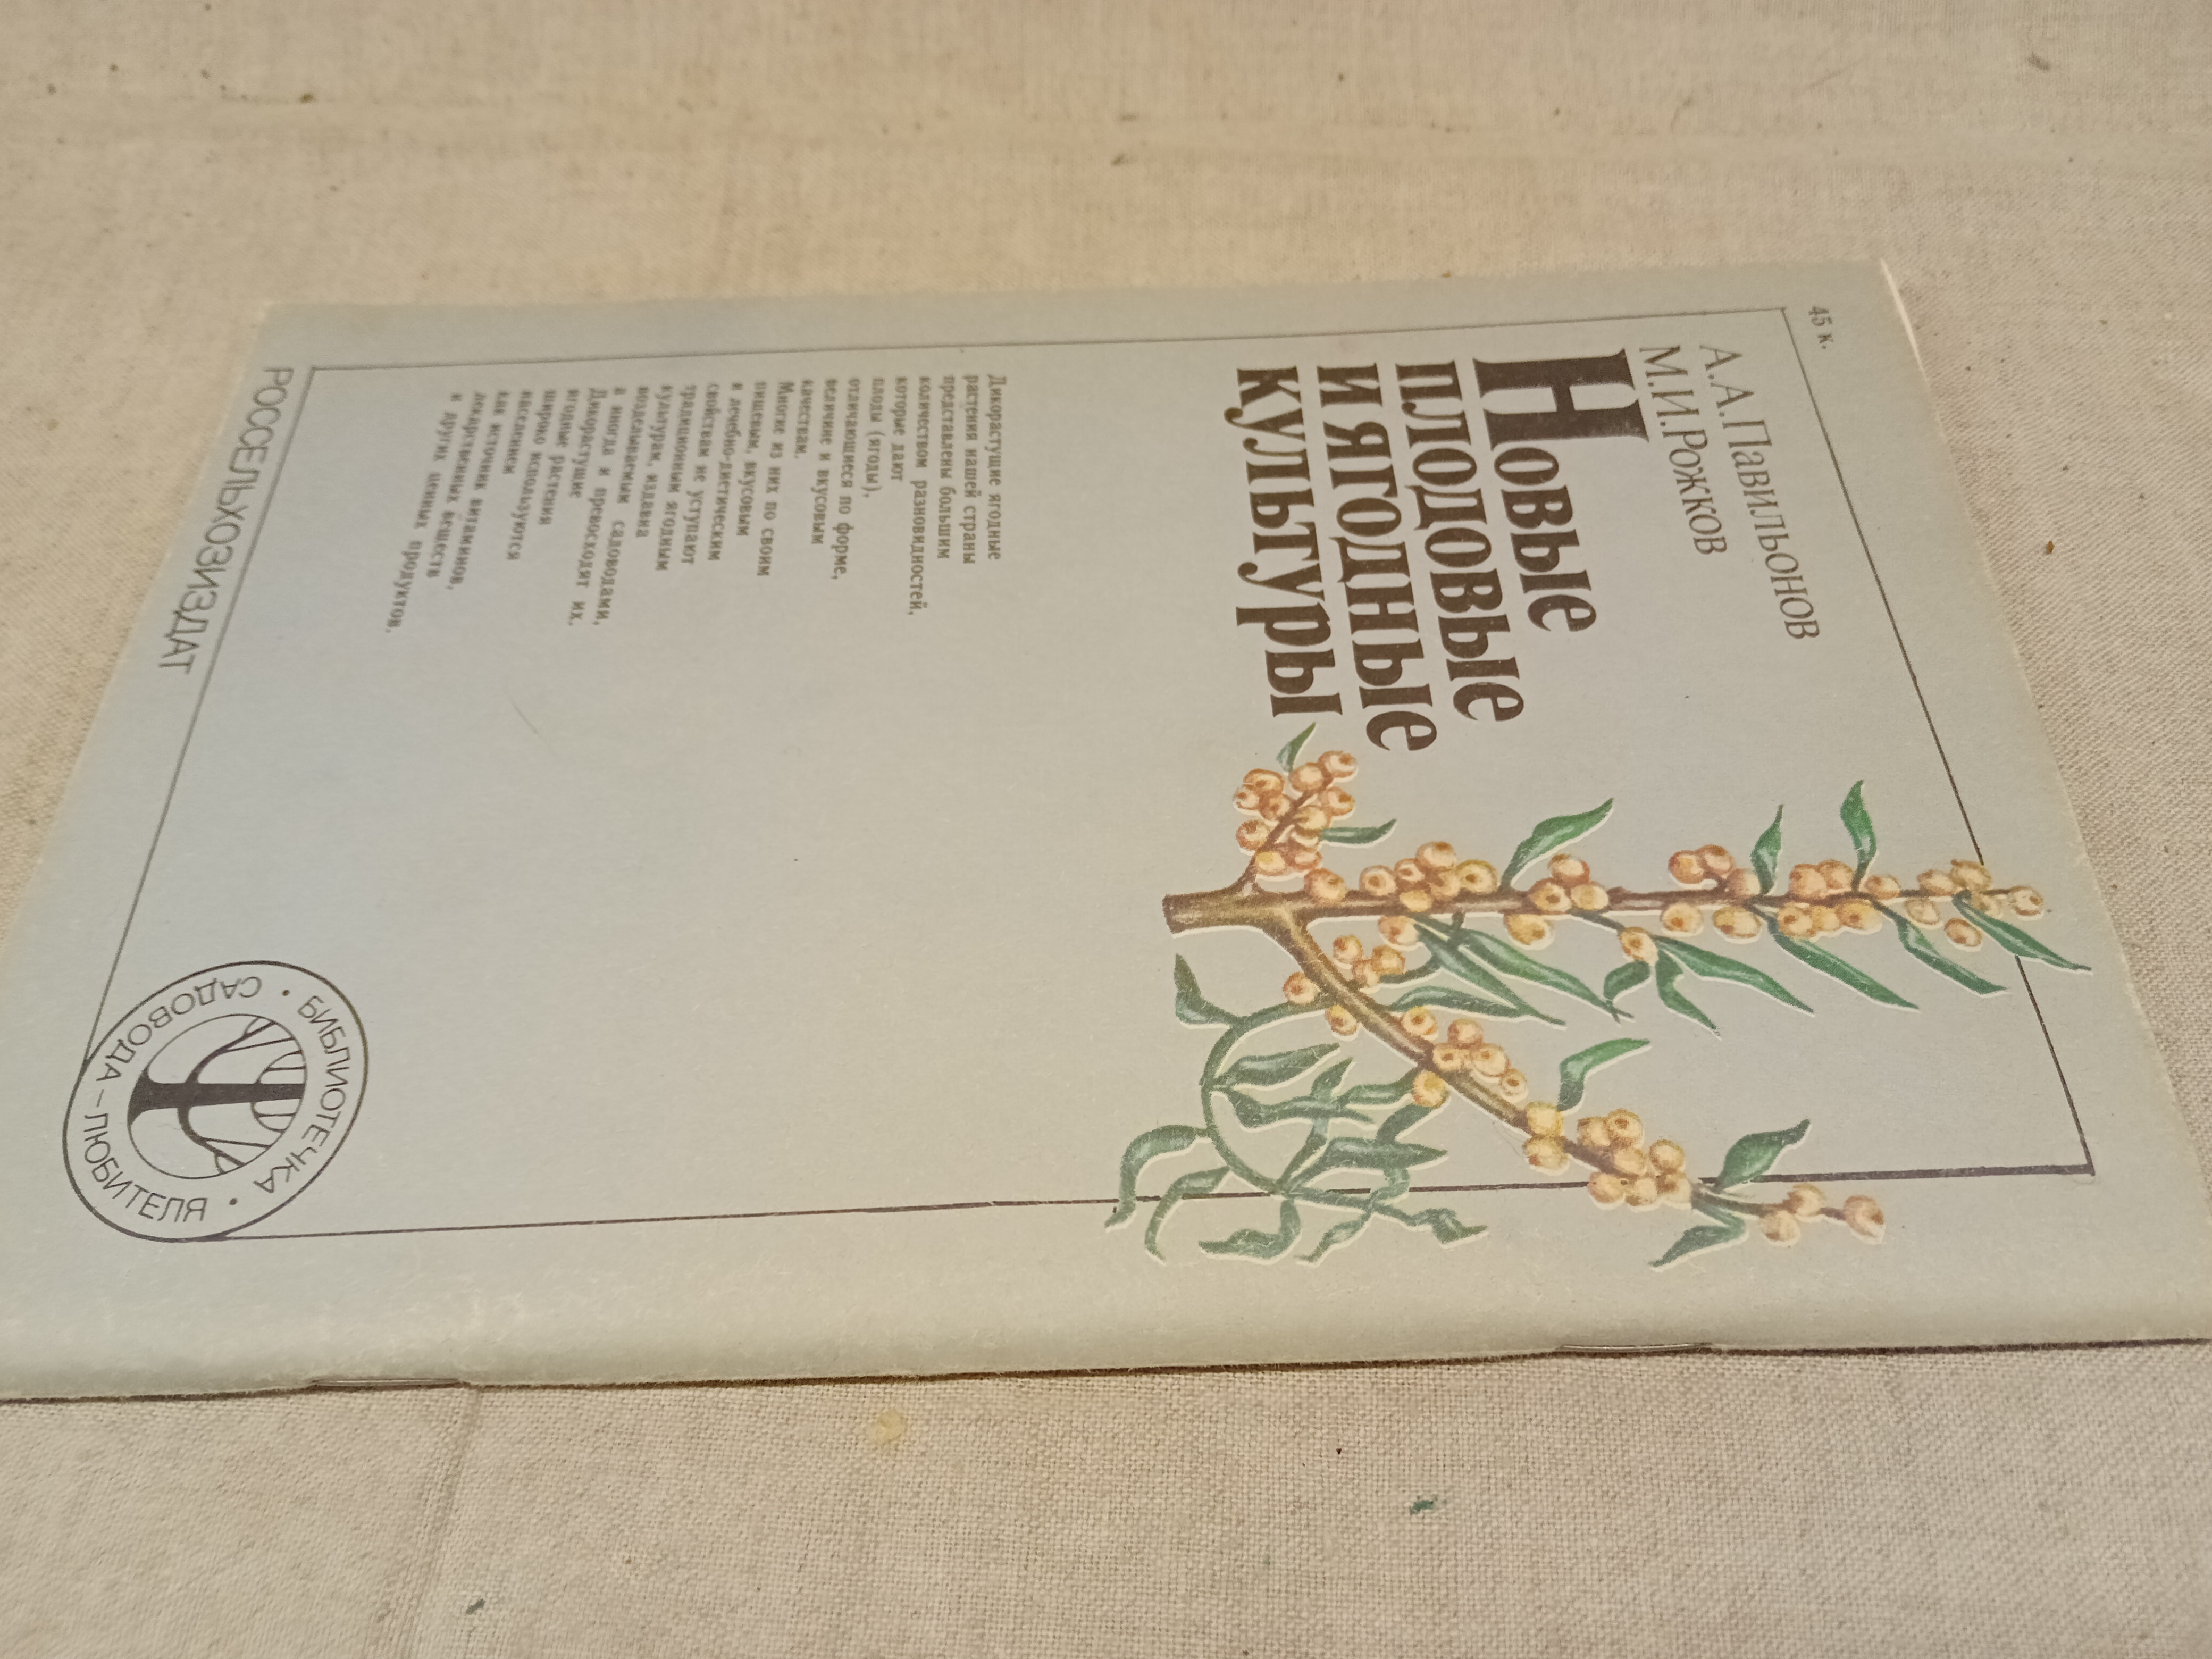 45 к.
А.А.Павильонов
М.И.Рожков
Новые
плодовые
и ягодные
культуры
Дикорастущие ягодные
растения нашей страны
представлены большим
количеством разновидностей,
которые дают
плоды (ягоды),
отличающиеся по форме,
величине и вкусовым
качествам.
Многие из них по своим
пищевым, вкусовым
и лечебно-диетическим
свойствам не уступают
традиционным ягодным
культурам, издавна
возделываемым садоводами,
а иногда и превосходят их.
Дикорастущие
ягодные растения
широко используются
населением
как источник витаминов,
лекарственных веществ
и других ценных продуктов.
РОССЕЛЬХОЗИЗДАТ
БИБЛИОТЕЧКА • САДОВОДА – ЛЮБИТЕЛЯ •